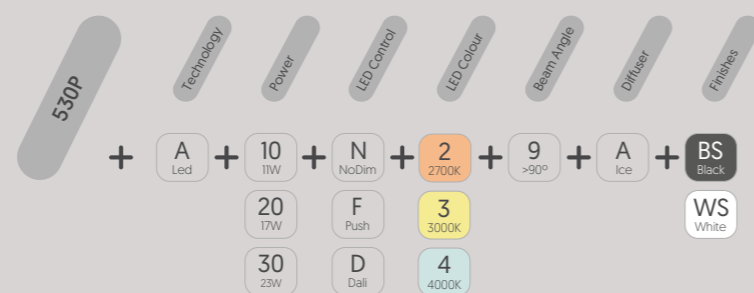 530P
Technology
Power
LED Control
LED Colour
Beam Angle
Diffuser
Finishes
+ A + 10 + N + 2 + 9 + A + BS
Led 11W NoDim 2700K >90º Ice Black
20 F 3 WS
17W Push 3000K White
30 D 4
23W Dali 4000K